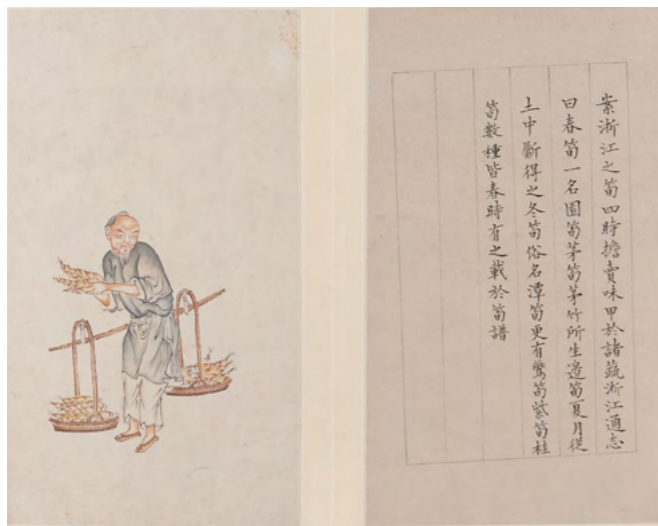 案浙江之筍四時擔賣味甲於諸蔬浙江通志
曰春筍一名園筍茅筍茅竹所生邉筍夏月從
土中斸得之冬筍俗名潭筍更有鶯筍紫筍桂
筍數種皆春時有之載於筍譜